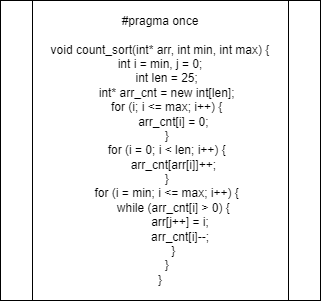 #pragma once
void count_sort(int* arr, int min, int max) {
int i = min, j = 0;
int len = 25;
int* arr_cnt = new int[len];
for (i; i <= max; i++) {
arr_cnt[i] = 0;
}
for (i = 0; i < len; i++) {
arr_cnt[arr[i]]++;
}
for (i = min; i <= max; i++) {
while (arr_cnt[i] > 0) {
arr[j++] = i;
arr_cnt[i]--;
}
}
}